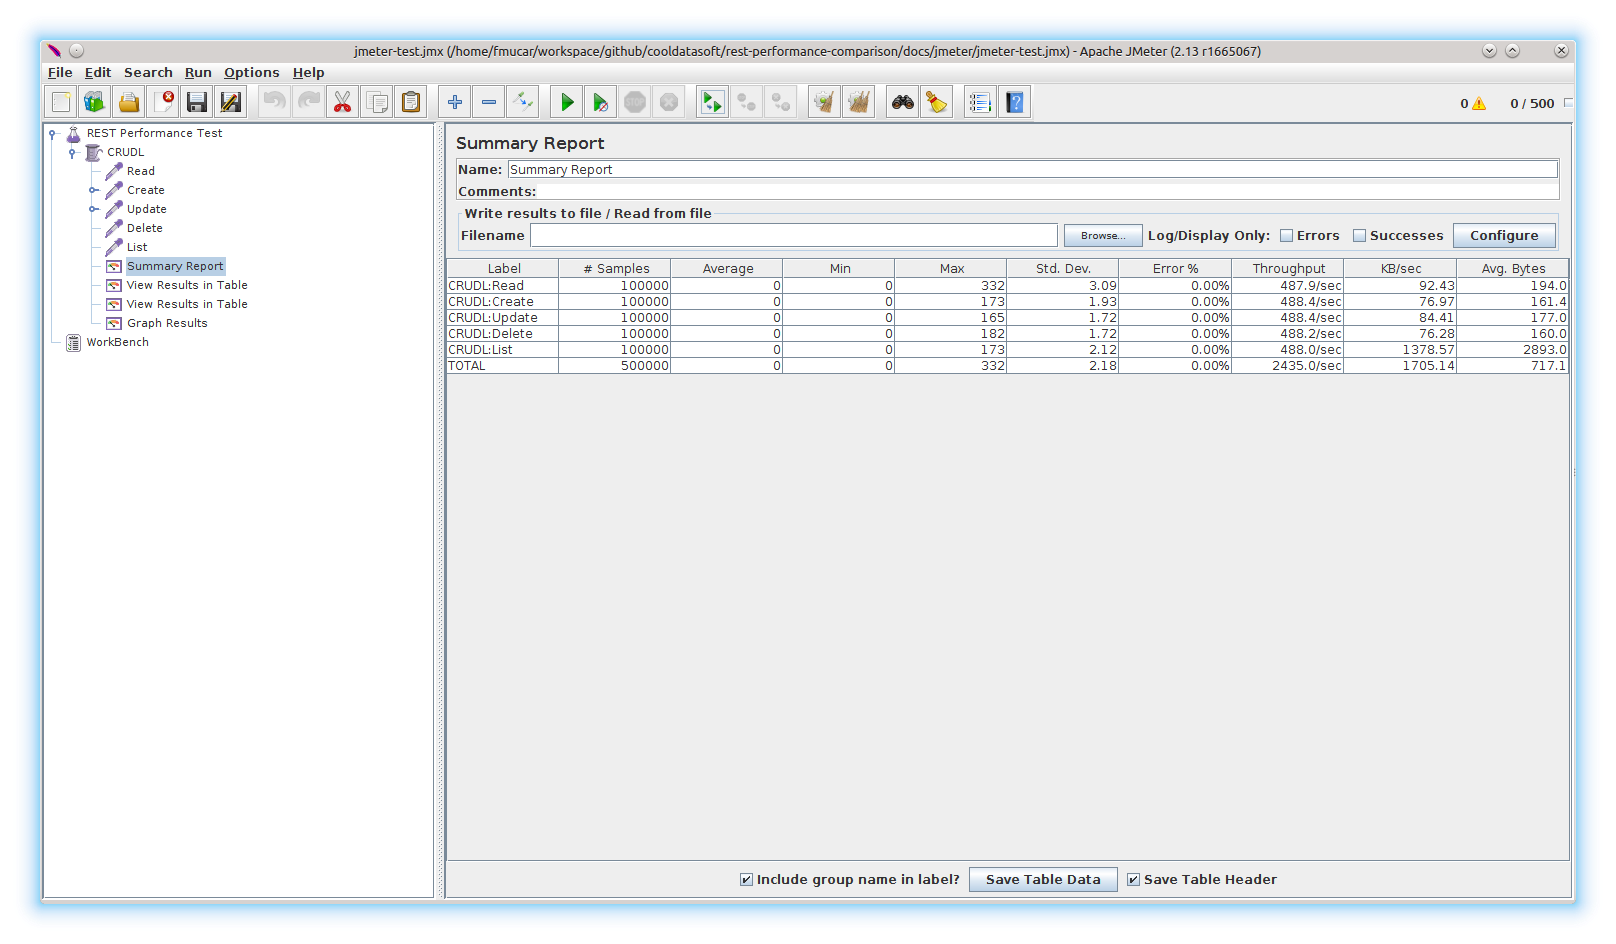 jmeter-test.jmx (/home/fmucar/workspace/github/cooldatasoft/rest-performance-comparison/docs/jmeter/jmeter-test.jmx) - Apache JMeter (2.13 r1665067)
File Edit Search Run Options Help
STOP
0 0 / 500
REST Performance Test
CRUDL
Read
Create
Update
Delete
List
Summary Report
View Results in Table
View Results in Table
Graph Results
WorkBench
Summary Report
Name: Summary Report
Comments:
Write results to file / Read from file
Filename Browse... Log/Display Only: Errors Successes Configure
Label # Samples Average Min Max Std. Dev. Error % Throughput KB/sec Avg. Bytes
CRUDL:Read 100000 0 0 332 3.09 0.00% 487.9/sec 92.43 194.0
CRUDL:Create 100000 0 0 173 1.93 0.00% 488.4/sec 76.97 161.4
CRUDL:Update 100000 0 0 165 1.72 0.00% 488.4/sec 84.41 177.0
CRUDL:Delete 100000 0 0 182 1.72 0.00% 488.2/sec 76.28 160.0
CRUDL:List 100000 0 0 173 2.12 0.00% 488.0/sec 1378.57 2893.0
TOTAL 500000 0 0 332 2.18 0.00% 2435.0/sec 1705.14 717.1
Include group name in label? Save Table Data Save Table Header